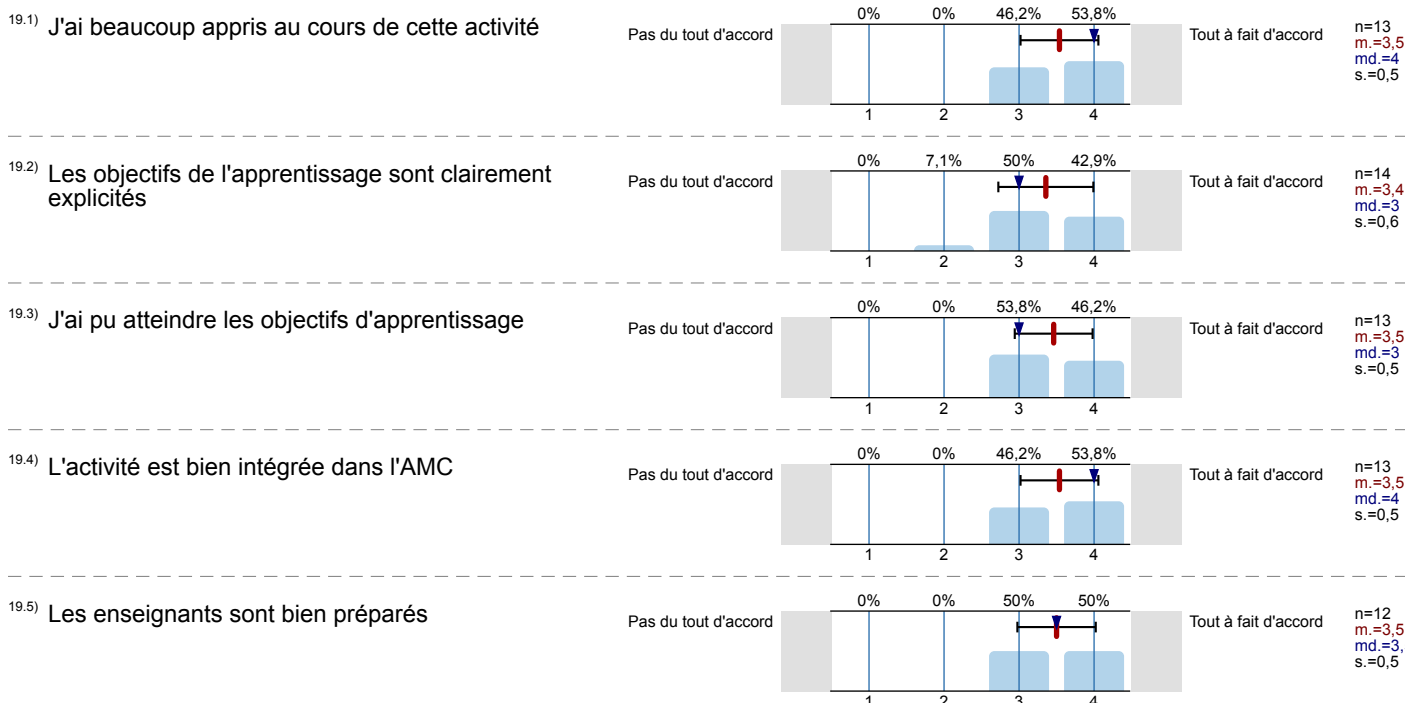 19.1) J'ai beaucoup appris au cours de cette activité
Pas du tout d'accord
0% 0% 46,2% 53,8%
1 2 3 4
Tout à fait d'accord
n=13
m.=3,5
md.=4
s.=0,5
19.2) Les objectifs de l'apprentissage sont clairement
explicités
Pas du tout d'accord
0% 7,1% 50% 42,9%
1 2 3 4
Tout à fait d'accord
n=14
m.=3,4
md.=3
s.=0,6
19.3) J'ai pu atteindre les objectifs d'apprentissage
Pas du tout d'accord
0% 0% 53,8% 46,2%
1 2 3 4
Tout à fait d'accord
n=13
m.=3,5
md.=3
s.=0,5
19.4) L'activité est bien intégrée dans l'AMC
Pas du tout d'accord
0% 0% 46,2% 53,8%
1 2 3 4
Tout à fait d'accord
n=13
m.=3,5
md.=4
s.=0,5
19.5) Les enseignants sont bien préparés
Pas du tout d'accord
0% 0% 50% 50%
1 2 3 4
Tout à fait d'accord
n=12
m.=3,5
md.=3,
s.=0,5